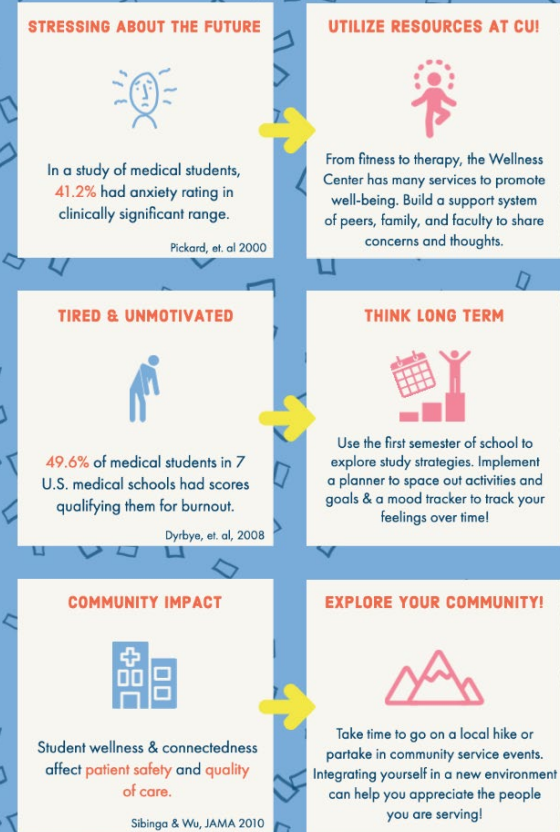 STRESSING ABOUT THE FUTURE
In a study of medical students,
41.2% had anxiety rating in
clinically significant range.
Pickard, et. al 2000
UTILIZE RESOURCES AT CU!
From fitness to therapy, the Wellness
Center has many services to promote
well-being. Build a support system
of peers, family, and faculty to share
concerns and thoughts.
TIRED & UNMOTIVATED
49.6% of medical students in 7
U.S. medical schools had scores
qualifying them for burnout.
Dyrbye, et. al, 2008
THINK LONG TERM
Use the first semester of school to
explore study strategies. Implement
a planner to space out activities and
goals & a mood tracker to track your
feelings over time!
COMMUNITY IMPACT
Student wellness & connectedness
affect patient safety and quality
of care.
Sibinga & Wu, JAMA 2010
EXPLORE YOUR COMMUNITY!
Take time to go on a local hike or
partake in community service events.
Integrating yourself in a new environment
can help you appreciate the people
you are serving!